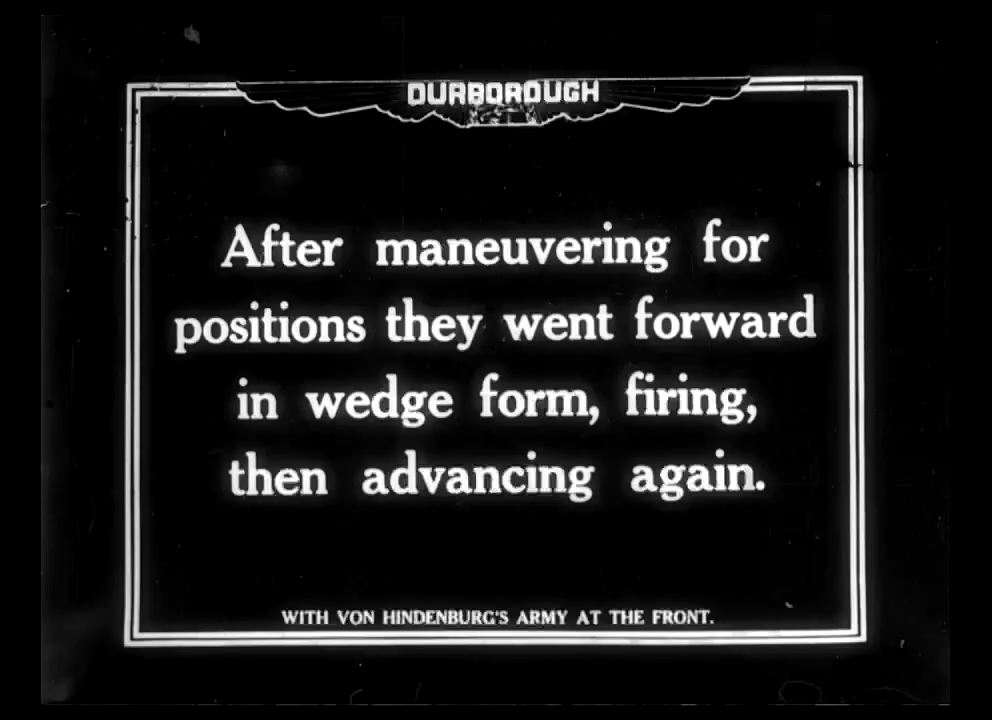 DURBOROUGH
After maneuvering for
positions they went forward
in wedge form, firing,
then advancing again.
WITH VON HINDENBURG'S ARMY AT THE FRONT.